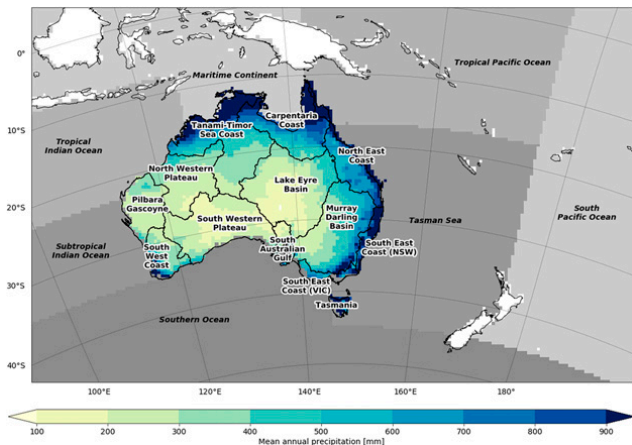 0°
10°S
20°S
30°S
40°S
Maritime Continent
Tropical Pacific Ocean
Tropical
Indian Ocean
Carpentaria
Coast
Tanami-Timor
Sea Coast
North East
Coast
North Western
Plateau
Lake Eyre
Basin
Pilbara
Gascoyne
Murray
Darling
Basin
South Western
Plateau
Tasman Sea
South
Pacific Ocean
Subtropical
Indian Ocean
South
West
Coast
South
Australian
Gulf
South East
Coast (NSW)
South East
Coast (VIC)
Tasmania
Southern Ocean
100°E
120°E
140°E
160°E
180°
100 200 300 400 500 600 700 800 900
Mean annual precipitation [mm]